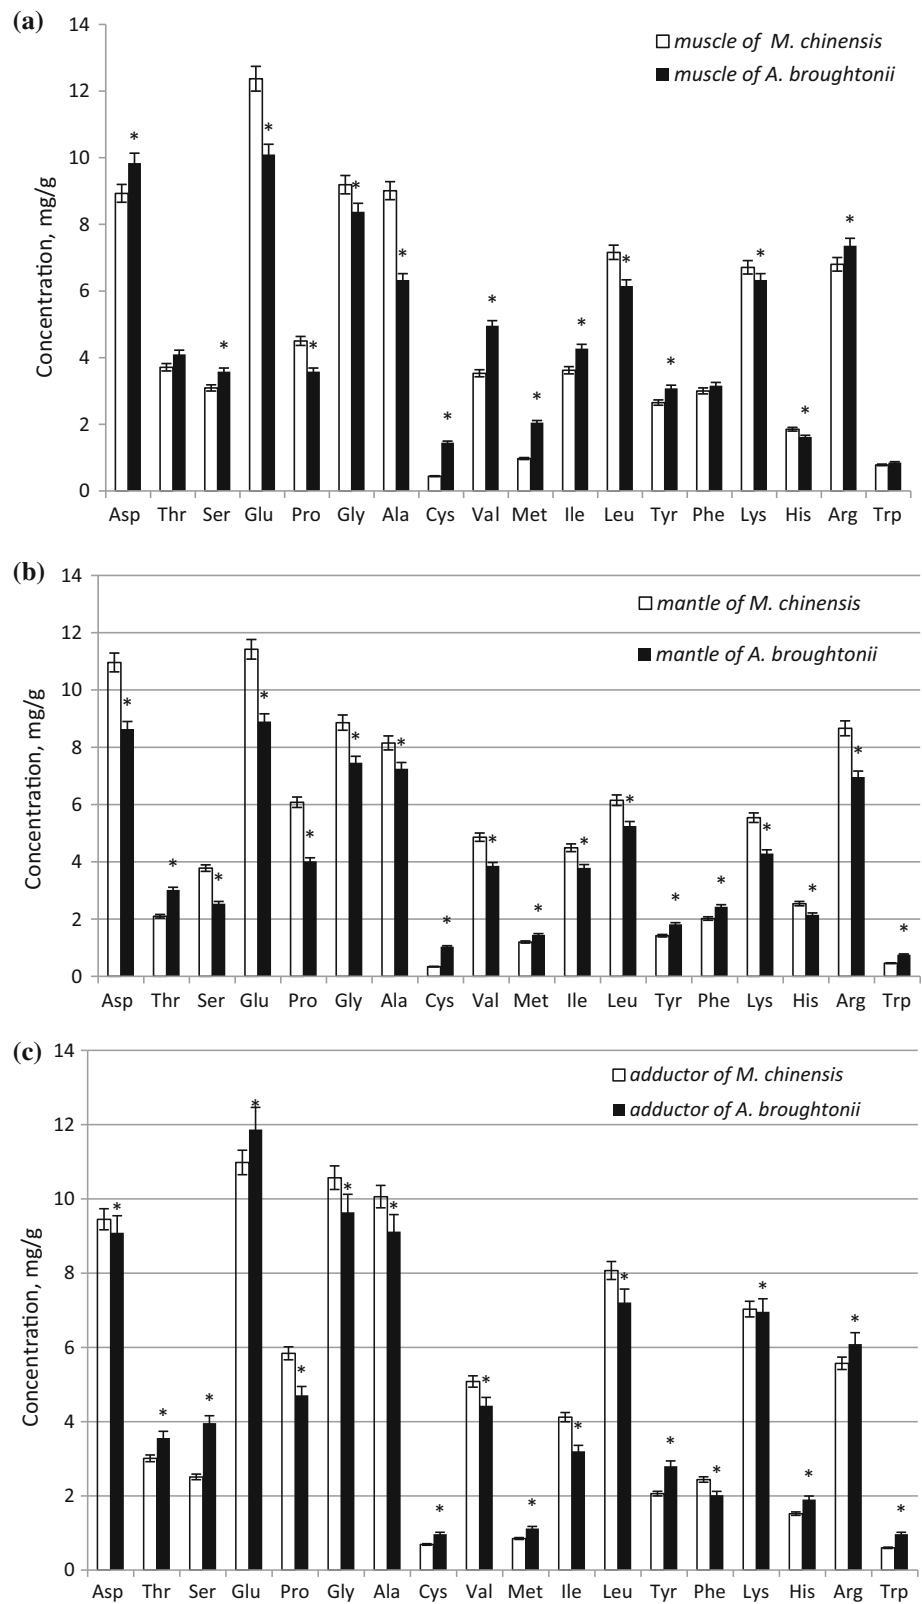 (a)
14
12
10
8
6
4
2
0
Concentration, mg/g
muscle of M. chinensis
muscle of A. broughtonii
* * * * * * * * * * * * * * *
Asp Thr Ser Glu Pro Gly Ala Cys Val Met Ile Leu Tyr Phe Lys His Arg Trp
(b)
14
12
10
8
6
4
2
0
Concentration, mg/g
mantle of M. chinensis
mantle of A. broughtonii
* * * * * * * * * * * * * * * * * *
Asp Thr Ser Glu Pro Gly Ala Cys Val Met Ile Leu Tyr Phe Lys His Arg Trp
(c)
14
12
10
8
6
4
2
0
Concentration, mg/g
adductor of M. chinensis
adductor of A. broughtonii
* * * * * * * * * * * * * * * * * *
Asp Thr Ser Glu Pro Gly Ala Cys Val Met Ile Leu Tyr Phe Lys His Arg Trp